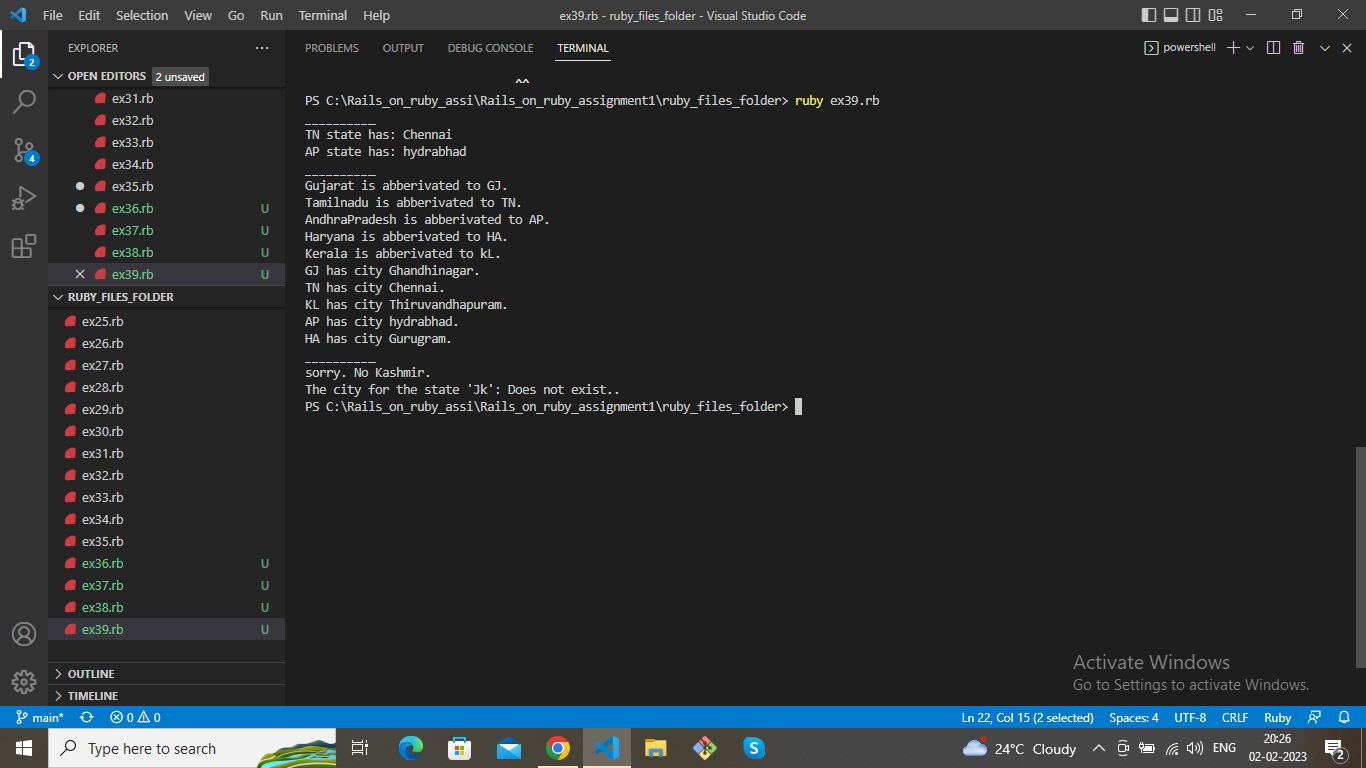 File Edit Selection View Go Run Terminal Help
ex39.rb - ruby_files_folder - Visual Studio Code
EXPLORER
OPEN EDITORS 2 unsaved
ex31.rb
ex32.rb
ex33.rb
ex34.rb
ex35.rb
ex36.rb U
ex37.rb U
ex38.rb U
ex39.rb U
RUBY_FILES_FOLDER
ex25.rb
ex26.rb
ex27.rb
ex28.rb
ex29.rb
ex30.rb
ex31.rb
ex32.rb
ex33.rb
ex34.rb
ex35.rb
ex36.rb U
ex37.rb U
ex38.rb U
ex39.rb U
OUTLINE
TIMELINE
2
4
PROBLEMS OUTPUT DEBUG CONSOLE TERMINAL
powershell
^^
PS C:\Rails_on_ruby_assi\Rails_on_ruby_assignment1\ruby_files_folder> ruby ex39.rb
__________
TN state has: Chennai
AP state has: hydrabhad
__________
Gujarat is abberivated to GJ.
Tamilnadu is abberivated to TN.
AndhraPradesh is abberivated to AP.
Haryana is abberivated to HA.
Kerala is abberivated to kL.
GJ has city Ghandhinagar.
TN has city Chennai.
KL has city Thiruvandhapuram.
AP has city hydrabhad.
HA has city Gurugram.
__________
sorry. No Kashmir.
The city for the state 'Jk': Does not exist..
PS C:\Rails_on_ruby_assi\Rails_on_ruby_assignment1\ruby_files_folder>
Activate Windows
Go to Settings to activate Windows.
main* 0 0 Ln 22, Col 15 (2 selected) Spaces: 4 UTF-8 CRLF Ruby
Type here to search
24°C Cloudy ENG
20:26
02-02-2023
2